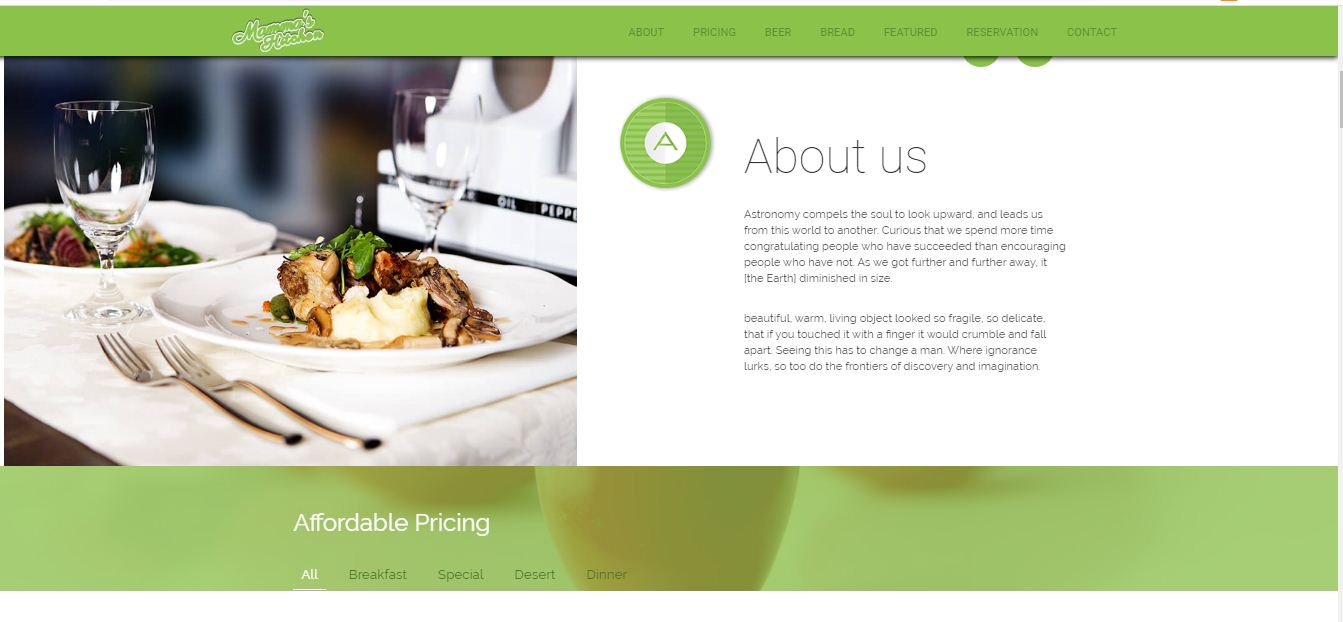 Mamma's
Kitchen
ABOUT PRICING BEER BREAD FEATURED RESERVATION CONTACT
OIL PEPPE
A
About us
Astronomy compels the soul to look upward, and leads us
from this world to another. Curious that we spend more time
congratulating people who have succeeded than encouraging
people who have not. As we got further and further away, it
[the Earth] diminished in size.
beautiful, warm, living object looked so fragile, so delicate,
that if you touched it with a finger it would crumble and fall
apart. Seeing this has to change a man. Where ignorance
lurks, so too do the frontiers of discovery and imagination.
Affordable Pricing
All Breakfast Special Desert Dinner